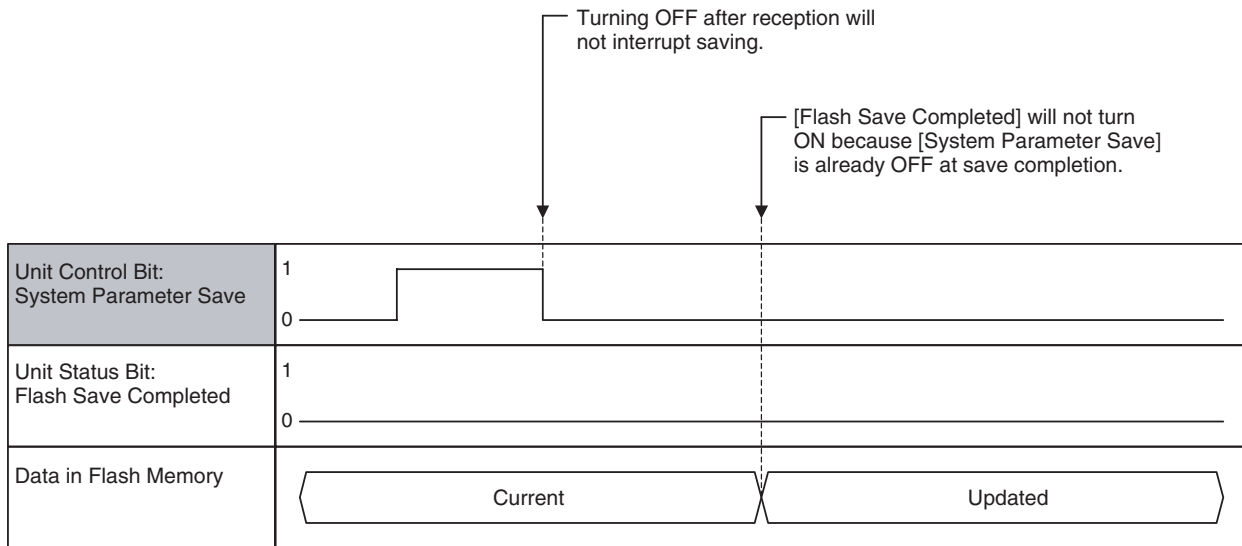 Turning OFF after reception will
not interrupt saving.
[Flash Save Completed] will not turn
ON because [System Parameter Save]
is already OFF at save completion.
Unit Control Bit:
System Parameter Save
1
0
Unit Status Bit:
Flash Save Completed
1
0
Data in Flash Memory
Current
Updated